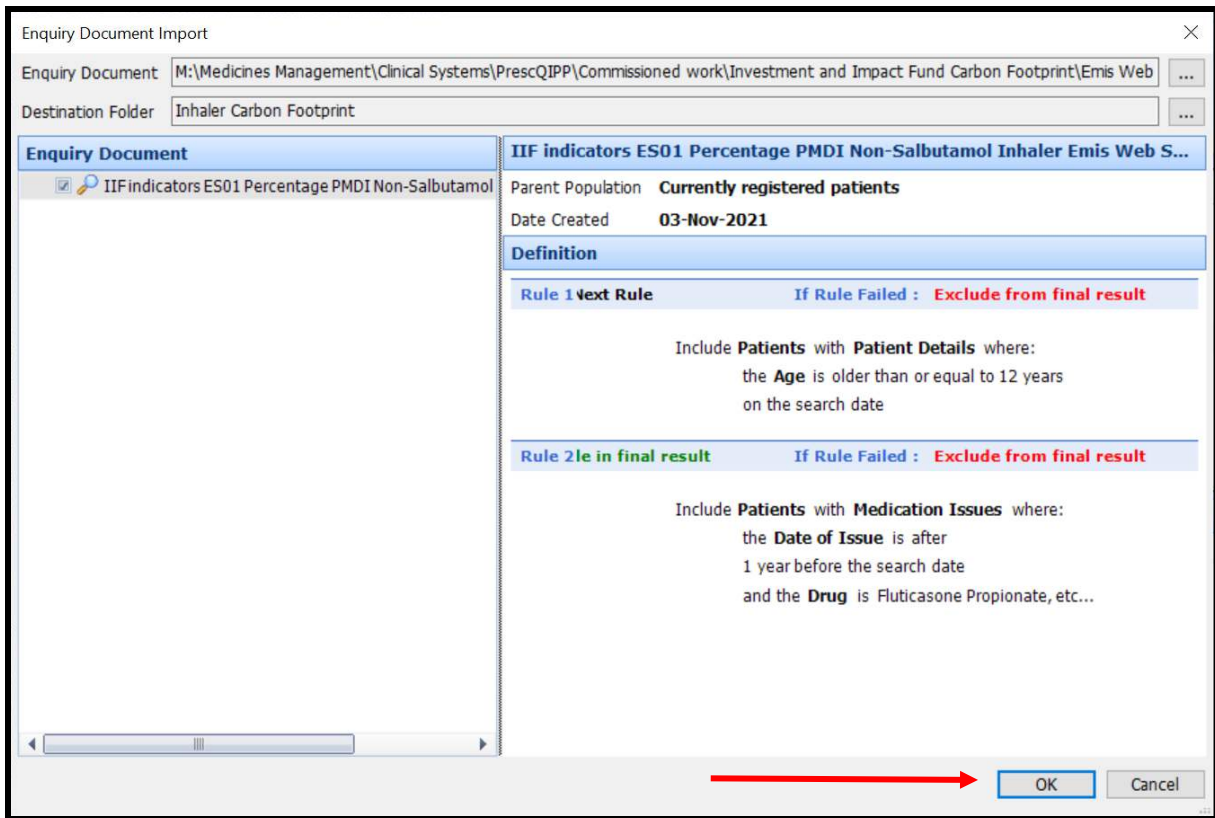 Enquiry Document Import
Enquiry Document M:\Medicines Management\Clinical Systems\PrescQIPP\Commissioned work\Investment and Impact Fund Carbon Footprint\Emis Web ...
Destination Folder Inhaler Carbon Footprint ...
Enquiry Document
IIF indicators ES01 Percentage PMDI Non-Salbutamol
IIF indicators ES01 Percentage PMDI Non-Salbutamol Inhaler Emis Web S...
Parent Population Currently registered patients
Date Created 03-Nov-2021
Definition
Rule 1 Next Rule If Rule Failed : Exclude from final result
Include Patients with Patient Details where:
the Age is older than or equal to 12 years
on the search date
Rule 2 le in final result If Rule Failed : Exclude from final result
Include Patients with Medication Issues where:
the Date of Issue is after
1 year before the search date
and the Drug is Fluticasone Propionate, etc...
OK Cancel